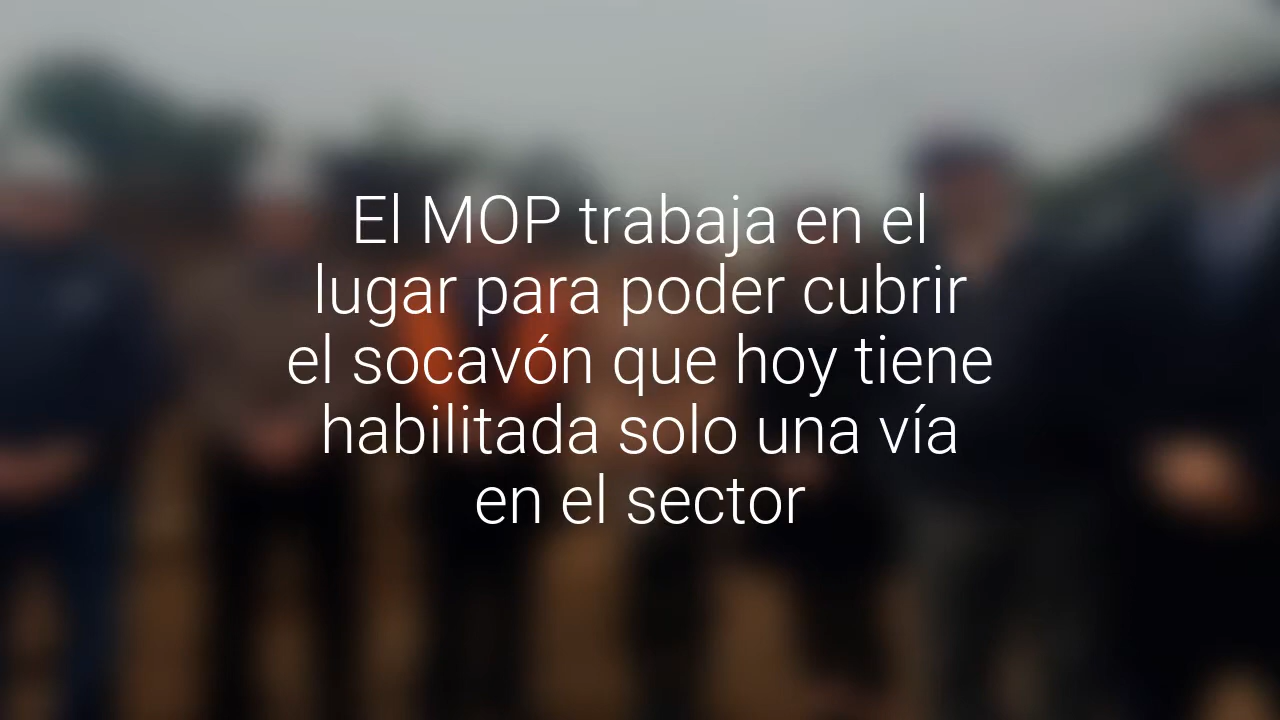 El MOP trabaja en el
lugar para poder cubrir
el socavón que hoy tiene
habilitada solo una vía
en el sector